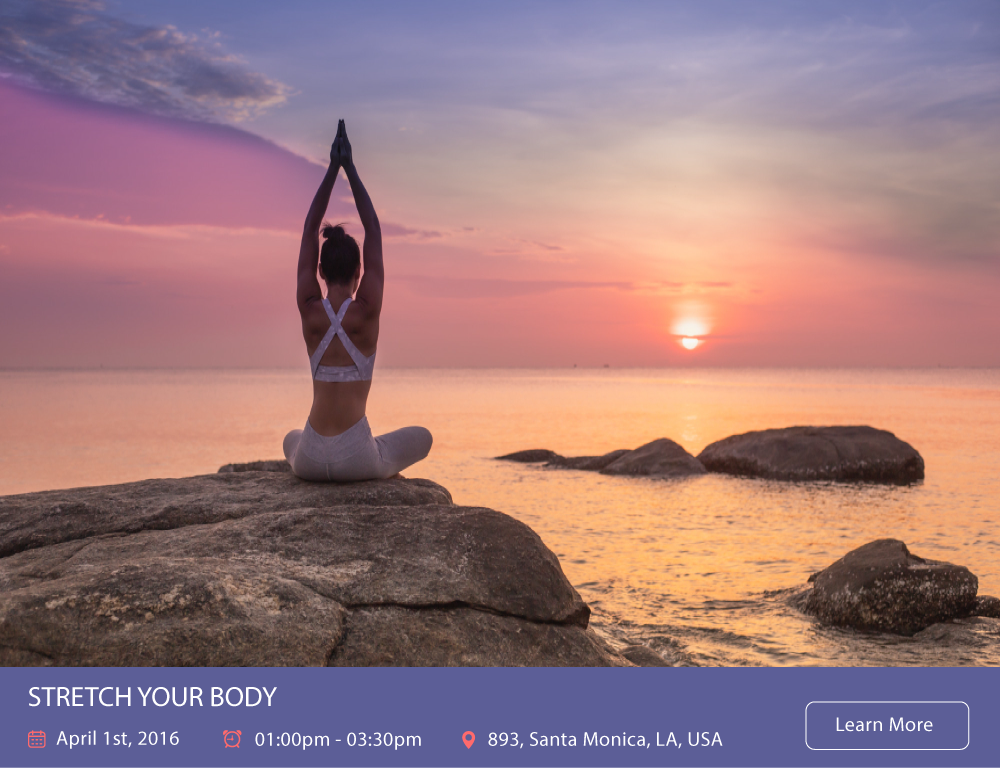 STRETCH YOUR BODY
April 1st, 2016
01:00pm - 03:30pm
893, Santa Monica, LA, USA
Learn More